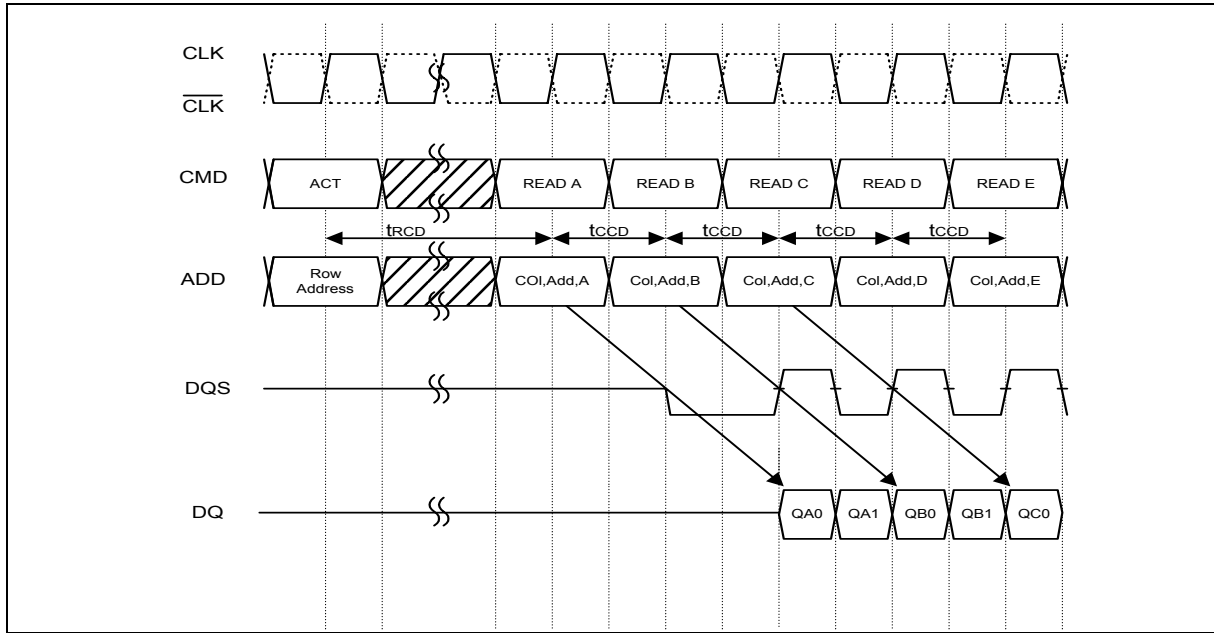 CLK
CLK
CMD
ACT
READ A
READ B
READ C
READ D
READ E
tRCD
tCCD
tCCD
tCCD
tCCD
ADD
Row
Address
COl,Add,A
Col,Add,B
Col,Add,C
Col,Add,D
Col,Add,E
DQS
DQ
QA0
QA1
QB0
QB1
QC0